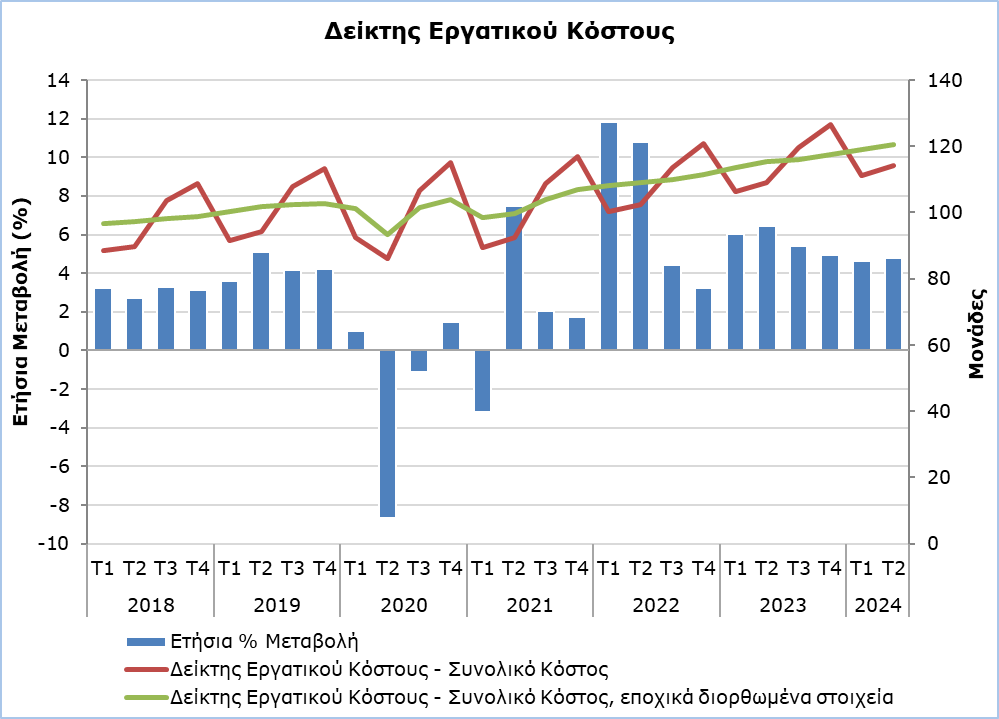 Δείκτης Εργατικού Κόστους
Ετήσια Μεταβολή (%)
14
12
10
8
6
4
2
0
-2
-4
-6
-8
-10
140
120
100
80
60
40
20
0
Μονάδες
Τ1 Τ2 Τ3 Τ4 Τ1 Τ2 Τ3 Τ4 Τ1 Τ2 Τ3 Τ4 Τ1 Τ2 Τ3 Τ4 Τ1 Τ2 Τ3 Τ4 Τ1 Τ2 Τ3 Τ4 Τ1 Τ2
2018 2019 2020 2021 2022 2023 2024
Ετήσια % Μεταβολή
Δείκτης Εργατικού Κόστους - Συνολικό Κόστος
Δείκτης Εργατικού Κόστους - Συνολικό Κόστος, εποχικά διορθωμένα στοιχεία